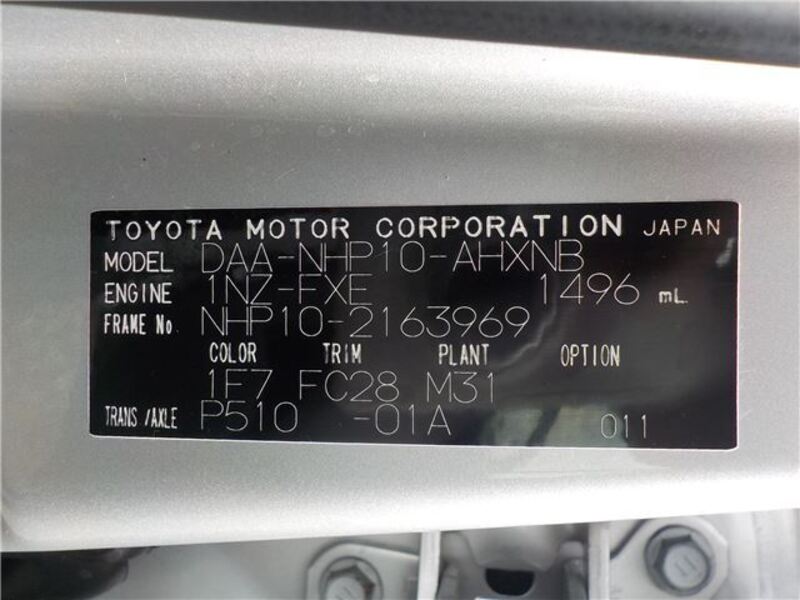 TOYOTA MOTOR CORPORATION JAPAN
MODEL DAA-NHP10-AHXNB
ENGINE 1NZ-FXE 1496 mL.
FRAME No NHP10-2163969
COLOR TRIM PLANT OPTION
1F7 FC28 M31
TRANS/AXLE P510 -01A 011